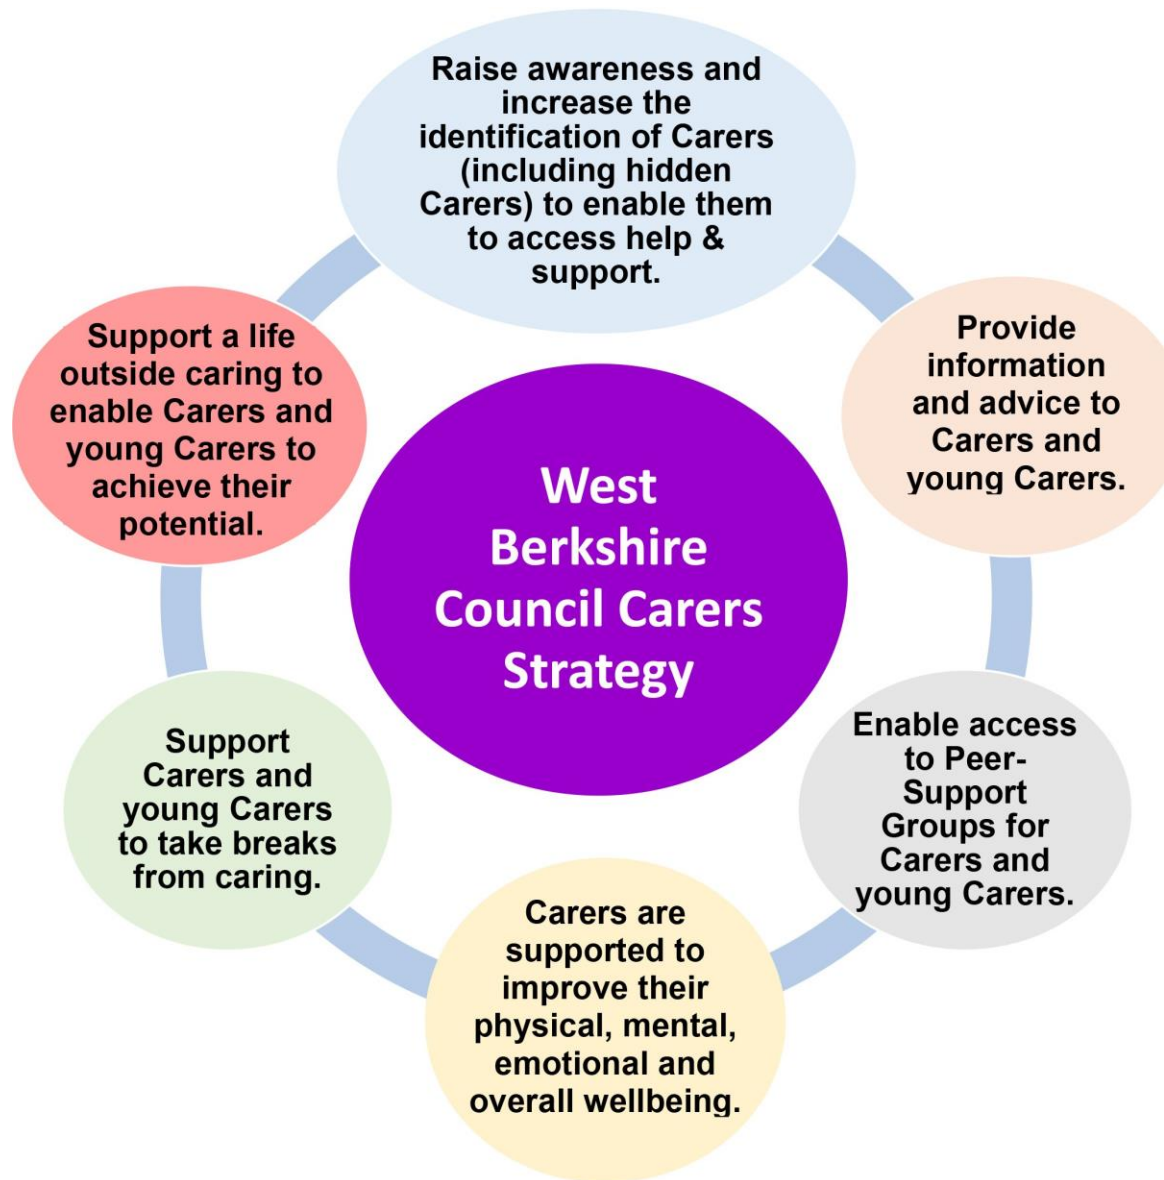 Raise awareness and
increase the
identification of Carers
(including hidden
Carers) to enable them
to access help &
support.
Provide
information
and advice to
Carers and
young Carers.
Enable access
to Peer-
Support
Groups for
Carers and
young Carers.
Carers are
supported to
improve their
physical, mental,
emotional and
overall wellbeing.
Support
Carers and
young Carers
to take breaks
from caring.
Support a life
outside caring to
enable Carers and
young Carers to
achieve their
potential.
West
Berkshire
Council Carers
Strategy